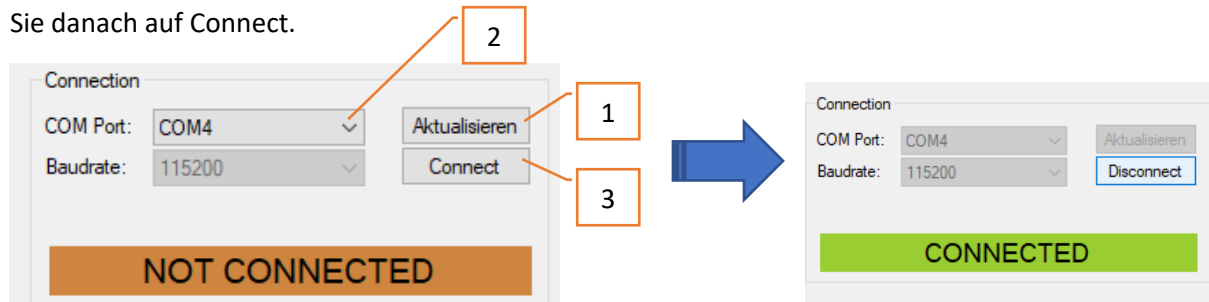 Sie danach auf Connect.
2
Connection
COM Port: COM4 Aktualisieren
1
Baudrate: 115200 Connect
3
NOT CONNECTED
Connection
COM Port: COM4 Aktualisieren
Baudrate: 115200 Disconnect
CONNECTED